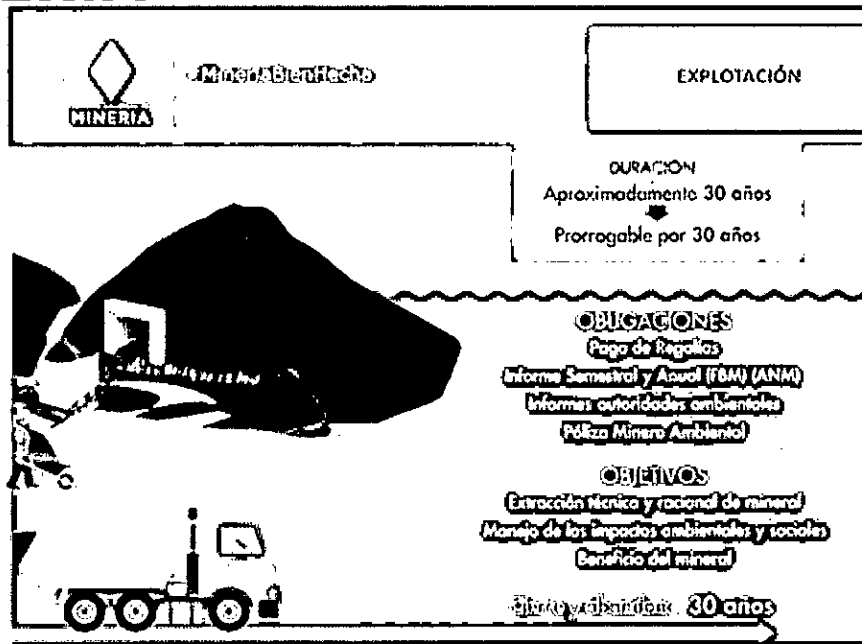 MINERÍA
#MineríaBienHecha
EXPLOTACIÓN
DURACIÓN
Aproximadamente 30 años
Prorrogable por 30 años
OBLIGACIONES
Pago de Regalías
Informe Semestral y Anual (FBM) (ANM)
Informes autoridades ambientales
Póliza Minero Ambiental
OBJETIVOS
Extracción técnica y racional de mineral
Manejo de los impactos ambientales y sociales
Beneficio del mineral
30 años